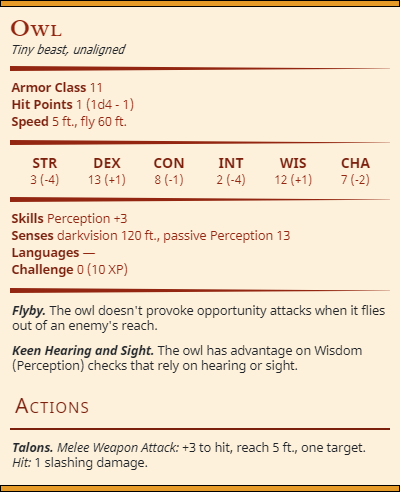 Owl
Tiny beast, unaligned
Armor Class 11
Hit Points 1 (1d4 - 1)
Speed 5 ft., fly 60 ft.
STR DEX CON INT WIS CHA
3 (-4) 13 (+1) 8 (-1) 2 (-4) 12 (+1) 7 (-2)
Skills Perception +3
Senses darkvision 120 ft., passive Perception 13
Languages —
Challenge 0 (10 XP)
Flyby. The owl doesn't provoke opportunity attacks when it flies
out of an enemy's reach.
Keen Hearing and Sight. The owl has advantage on Wisdom
(Perception) checks that rely on hearing or sight.
Actions
Talons. Melee Weapon Attack: +3 to hit, reach 5 ft., one target.
Hit: 1 slashing damage.